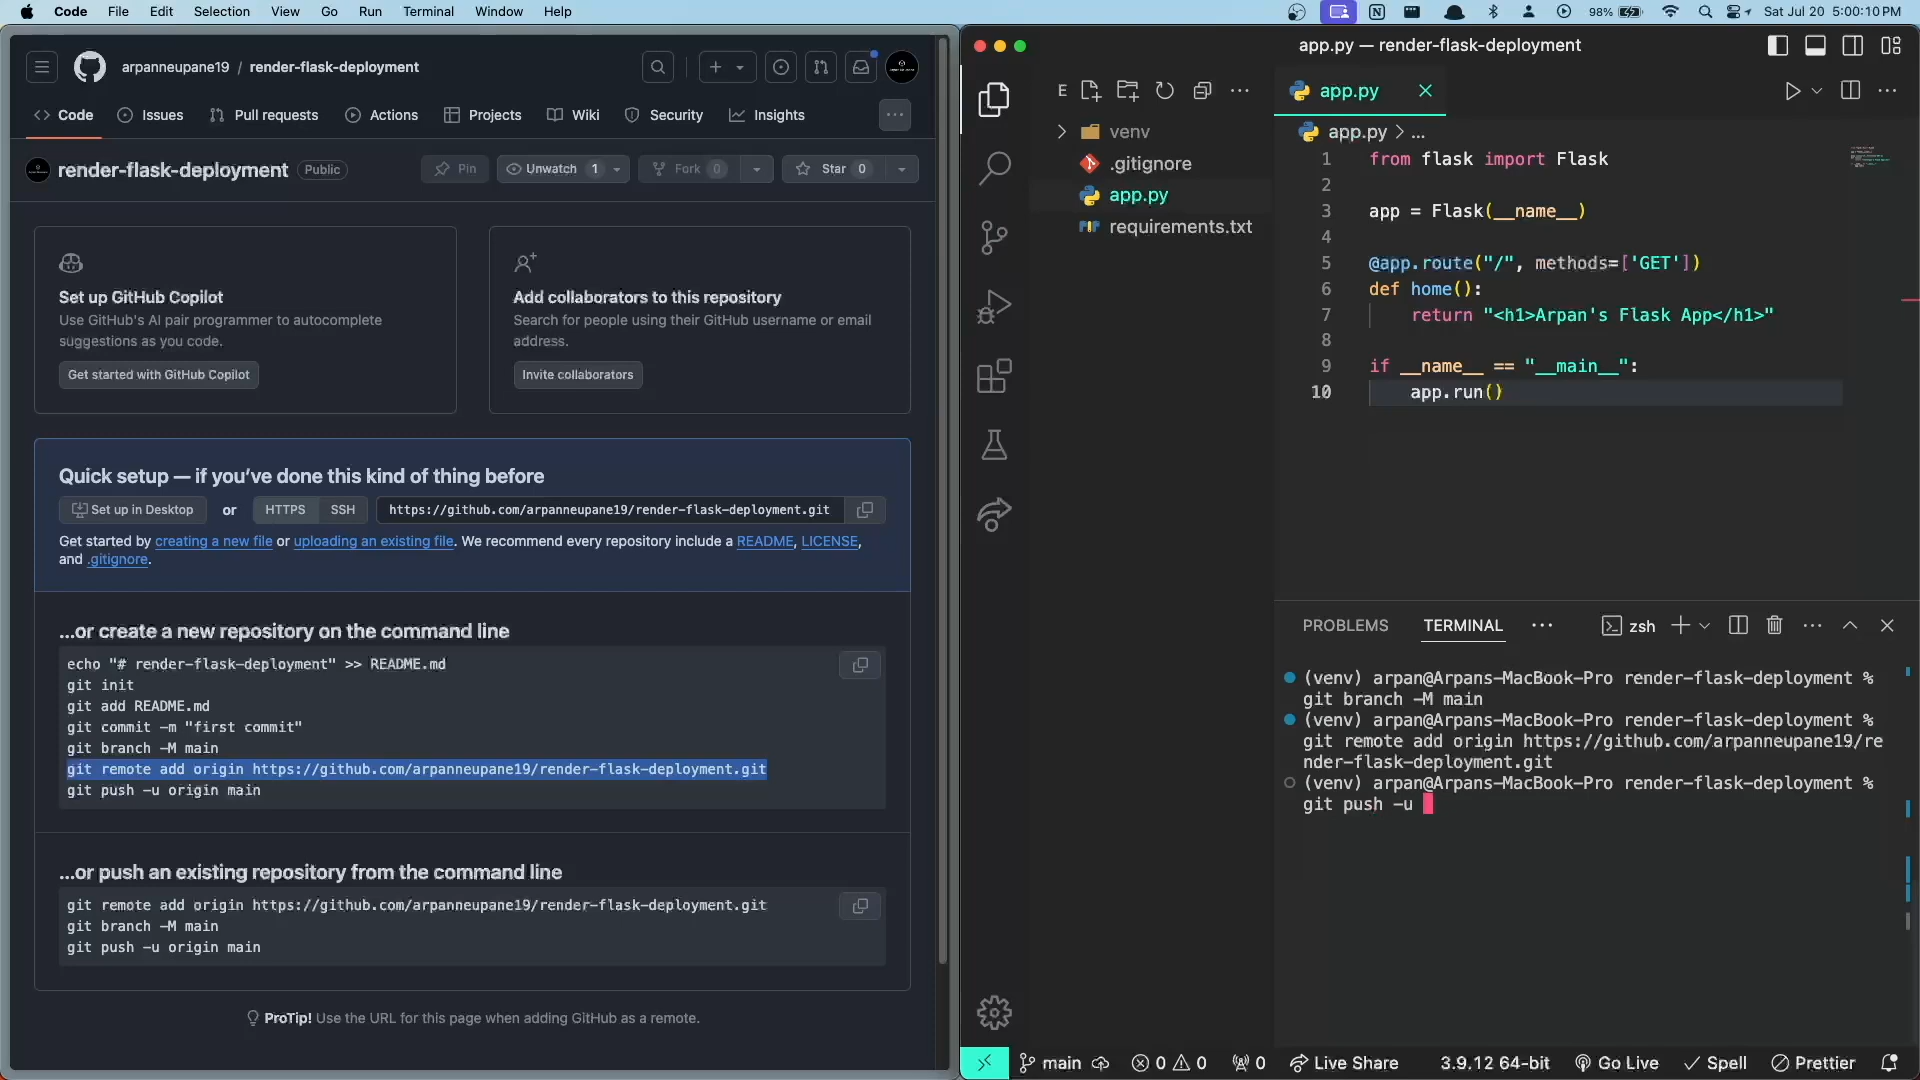 Code File Edit Selection View Go Run Terminal Window Help
98% Sat Jul 20 5:00:10 PM
arpanneupane19 / render-flask-deployment
Code Issues Pull requests Actions Projects Wiki Security Insights
render-flask-deployment Public Pin Unwatch 1 Fork 0 Star 0
Set up GitHub Copilot
Use GitHub's AI pair programmer to autocomplete
suggestions as you code.
Get started with GitHub Copilot
Add collaborators to this repository
Search for people using their GitHub username or email
address.
Invite collaborators
Quick setup — if you've done this kind of thing before
Set up in Desktop or HTTPS SSH https://github.com/arpanneupane19/render-flask-deployment.git
Get started by creating a new file or uploading an existing file. We recommend every repository include a README, LICENSE,
and .gitignore.
...or create a new repository on the command line
echo "# render-flask-deployment" >> README.md
git init
git add README.md
git commit -m "first commit"
git branch -M main
git remote add origin https://github.com/arpanneupane19/render-flask-deployment.git
git push -u origin main
...or push an existing repository from the command line
git remote add origin https://github.com/arpanneupane19/render-flask-deployment.git
git branch -M main
git push -u origin main
ProTip! Use the URL for this page when adding GitHub as a remote.
app.py — render-flask-deployment
E
venv
.gitignore
app.py
requirements.txt
app.py
app.py > ...
1 from flask import Flask
2
3 app = Flask(__name__)
4
5 @app.route("/", methods=['GET'])
6 def home():
7 return "<h1>Arpan's Flask App</h1>"
8
9 if __name__ == "__main__":
10 app.run()
PROBLEMS TERMINAL zsh
(venv) arpan@Arpans-MacBook-Pro render-flask-deployment %
git branch -M main
(venv) arpan@Arpans-MacBook-Pro render-flask-deployment %
git remote add origin https://github.com/arpanneupane19/re
nder-flask-deployment.git
(venv) arpan@Arpans-MacBook-Pro render-flask-deployment %
git push -u
main 0 0 0 Live Share 3.9.12 64-bit Go Live Spell Prettier